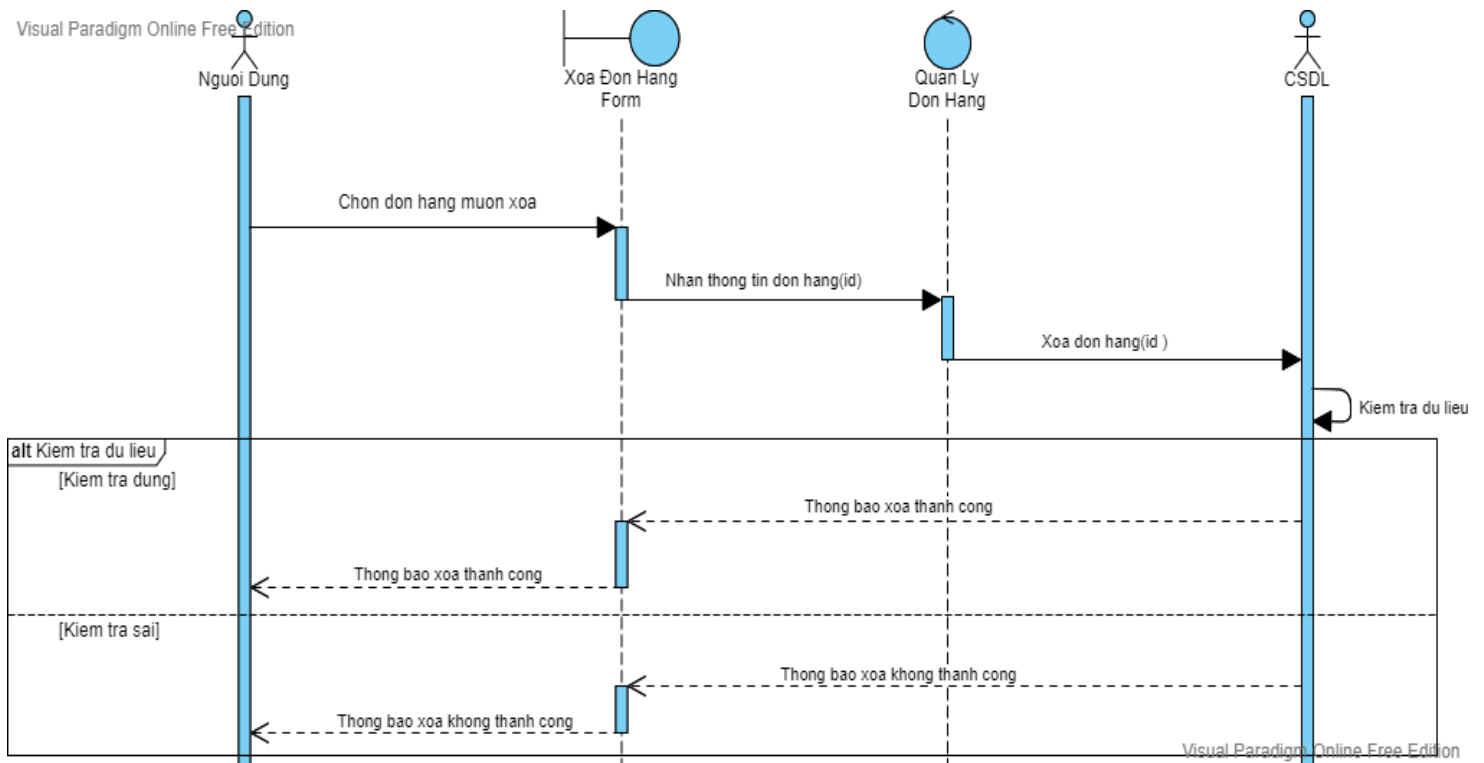 Visual Paradigm Online Free Edition
Nguoi Dung
Xoa Đon Hang
Form
Quan Ly
Don Hang
CSDL
Chon don hang muon xoa
Nhan thong tin don hang(id)
Xoa don hang(id )
Kiem tra du lieu
alt Kiem tra du lieu
[Kiem tra dung]
Thong bao xoa thanh cong
Thong bao xoa thanh cong
[Kiem tra sai]
Thong bao xoa khong thanh cong
Thong bao xoa khong thanh cong
Visual Paradigm Online Free Edition